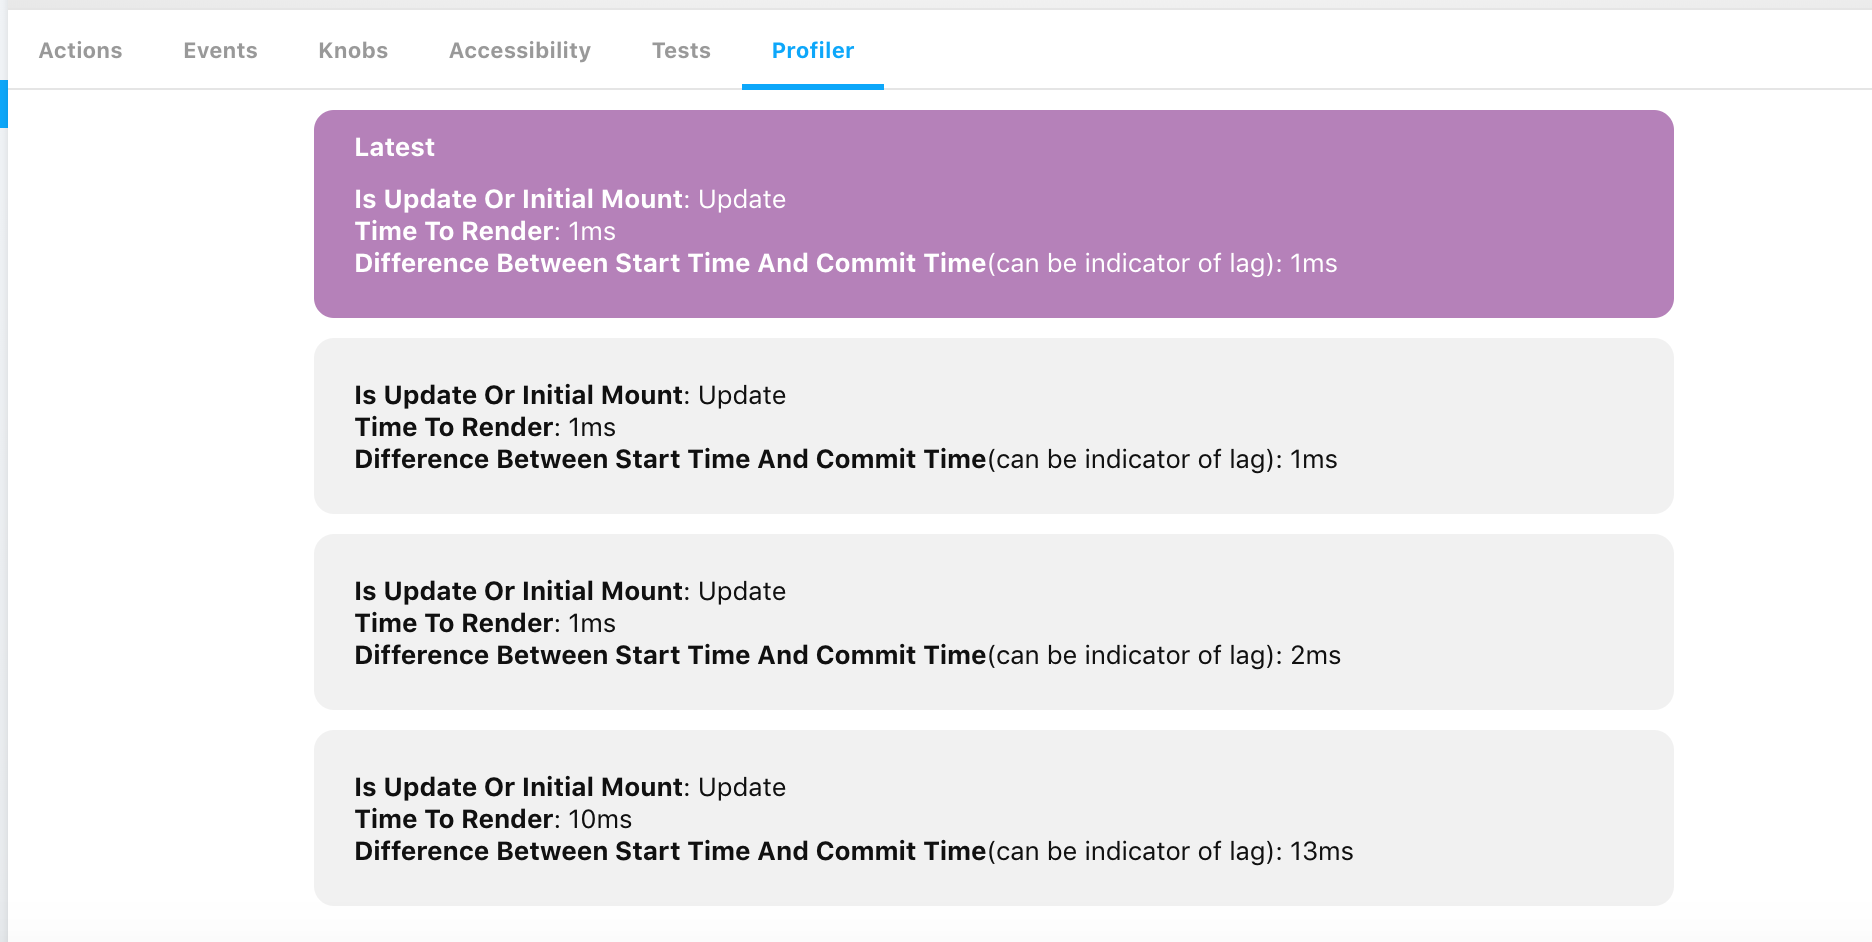 Actions Events Knobs Accessibility Tests Profiler
Latest
Is Update Or Initial Mount: Update
Time To Render: 1ms
Difference Between Start Time And Commit Time(can be indicator of lag): 1ms
Is Update Or Initial Mount: Update
Time To Render: 1ms
Difference Between Start Time And Commit Time(can be indicator of lag): 1ms
Is Update Or Initial Mount: Update
Time To Render: 1ms
Difference Between Start Time And Commit Time(can be indicator of lag): 2ms
Is Update Or Initial Mount: Update
Time To Render: 10ms
Difference Between Start Time And Commit Time(can be indicator of lag): 13ms